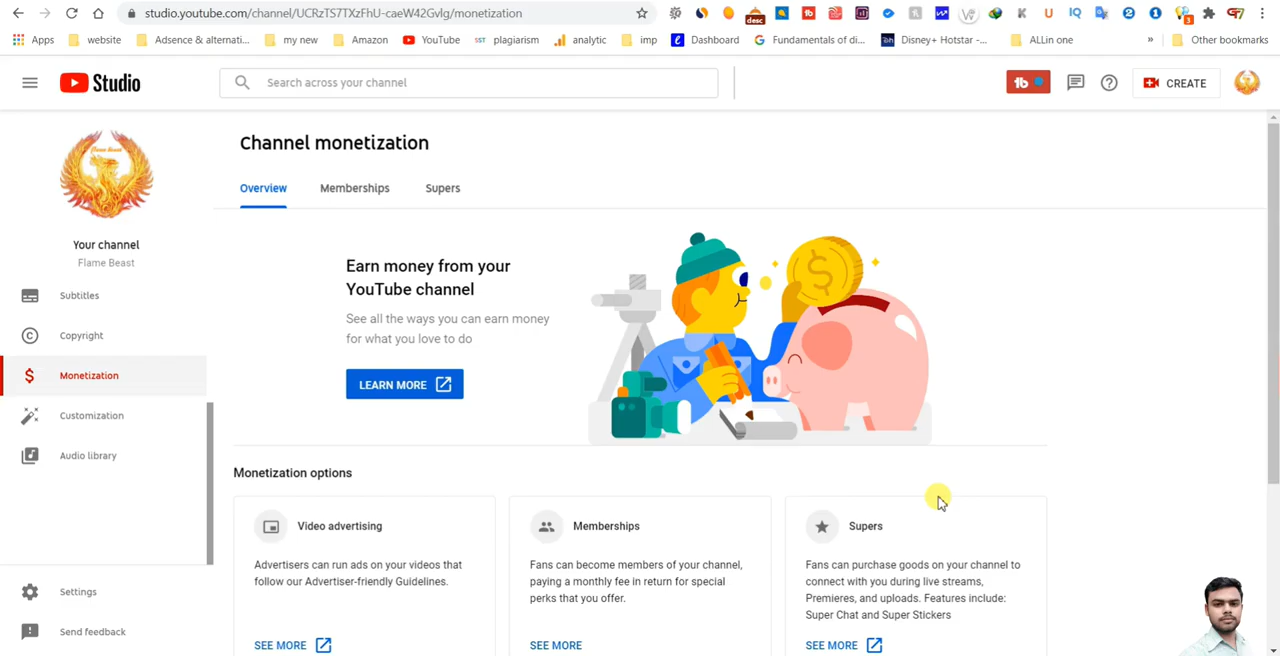 studio.youtube.com/channel/UCRzTS7TXzFhU-caeW42Gvlg/monetization
desc
Apps website Adsence & alternati... my new Amazon YouTube SST plagiarism analytic imp Dashboard Fundamentals of di... Disney+ Hotstar -... ALLin one » Other bookmarks
Studio
Search across your channel
CREATE
Channel monetization
Overview Memberships Supers
Your channel
Flame Beast
Subtitles
Copyright
Monetization
Customization
Audio library
Settings
Send feedback
Earn money from your
YouTube channel
See all the ways you can earn money
for what you love to do
LEARN MORE
Monetization options
Video advertising
Advertisers can run ads on your videos that
follow our Advertiser-friendly Guidelines.
SEE MORE
Memberships
Fans can become members of your channel,
paying a monthly fee in return for special
perks that you offer.
SEE MORE
Supers
Fans can purchase goods on your channel to
connect with you during live streams,
Premieres, and uploads. Features include:
Super Chat and Super Stickers
SEE MORE